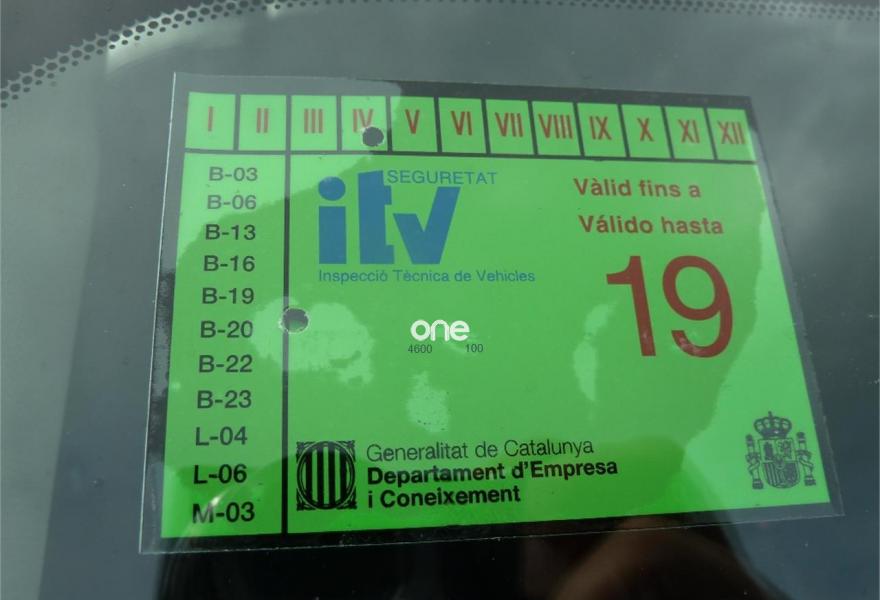 I II III IV V VI VII VIII IX X XI XII
B-03
B-06
B-13
B-16
B-19
B-20
B-22
B-23
L-04
L-06
M-03
SEGURETAT
itv
Inspecció Tècnica de Vehicles
Vàlid fins a
Válido hasta
19
one
4600 100
Generalitat de Catalunya
Departament d'Empresa
i Coneixement